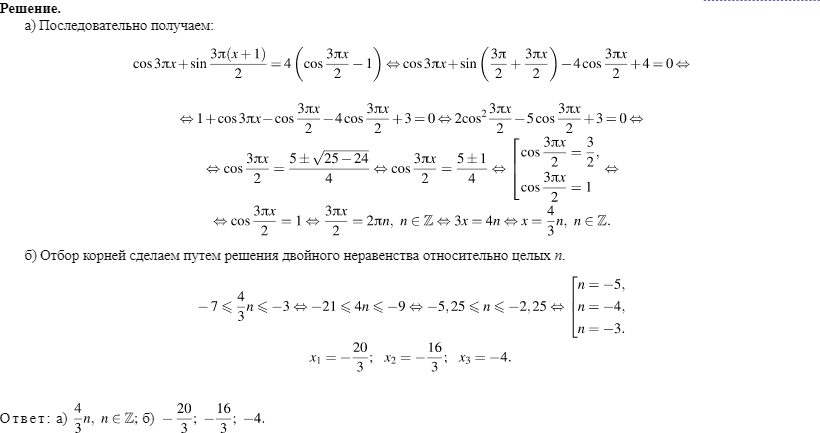 Решение.
а) Последовательно получаем:
cos 3πx + sin 3π(x + 1)/2 = 4 (cos 3πx/2 − 1) ⇔ cos 3πx + sin (3π/2 + 3πx/2) − 4 cos 3πx/2 + 4 = 0 ⇔
⇔ 1 + cos 3πx − cos 3πx/2 − 4 cos 3πx/2 + 3 = 0 ⇔ 2cos² 3πx/2 − 5 cos 3πx/2 + 3 = 0 ⇔
⇔ cos 3πx/2 = (5 ± √(25 − 24))/4 ⇔ cos 3πx/2 = (5 ± 1)/4 ⇔ [ cos 3πx/2 = 3/2, cos 3πx/2 = 1 ⇔
⇔ cos 3πx/2 = 1 ⇔ 3πx/2 = 2πn, n ∈ ℤ ⇔ 3x = 4n ⇔ x = 4/3 n, n ∈ ℤ.
б) Отбор корней сделаем путем решения двойного неравенства относительно целых n.
− 7 ⩽ 4/3 n ⩽ −3 ⇔ −21 ⩽ 4n ⩽ −9 ⇔ −5,25 ⩽ n ⩽ −2,25 ⇔ [ n = −5, n = −4, n = −3.
x₁ = −20/3; x₂ = −16/3; x₃ = −4.
Ответ: а) 4/3 n, n ∈ ℤ; б) −20/3; −16/3; −4.